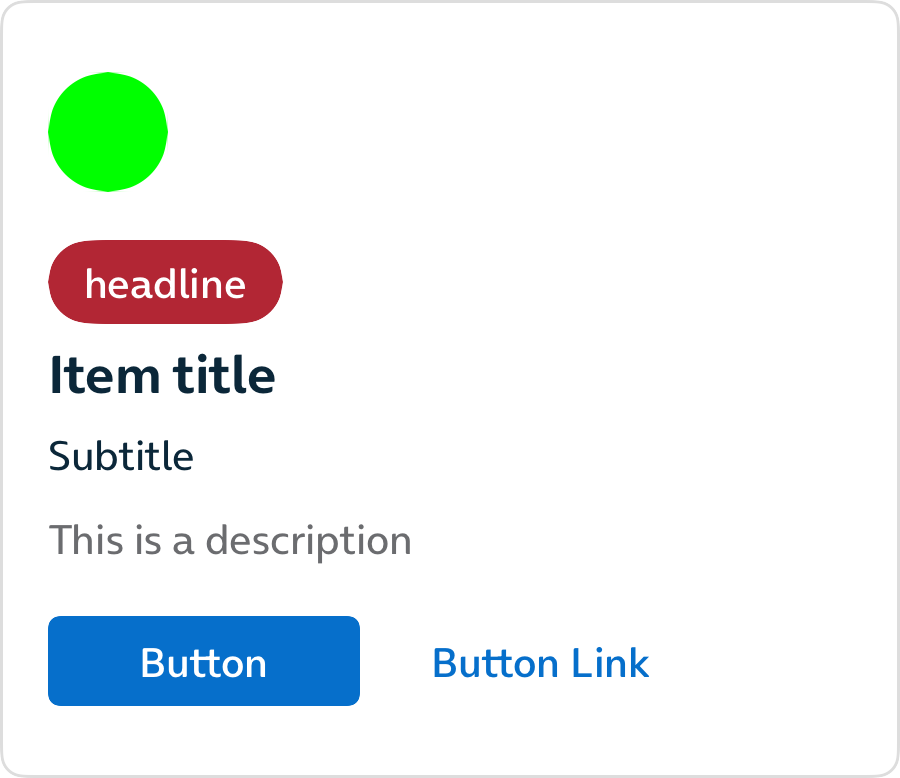 headline
Item title
Subtitle
This is a description
Button
Button Link